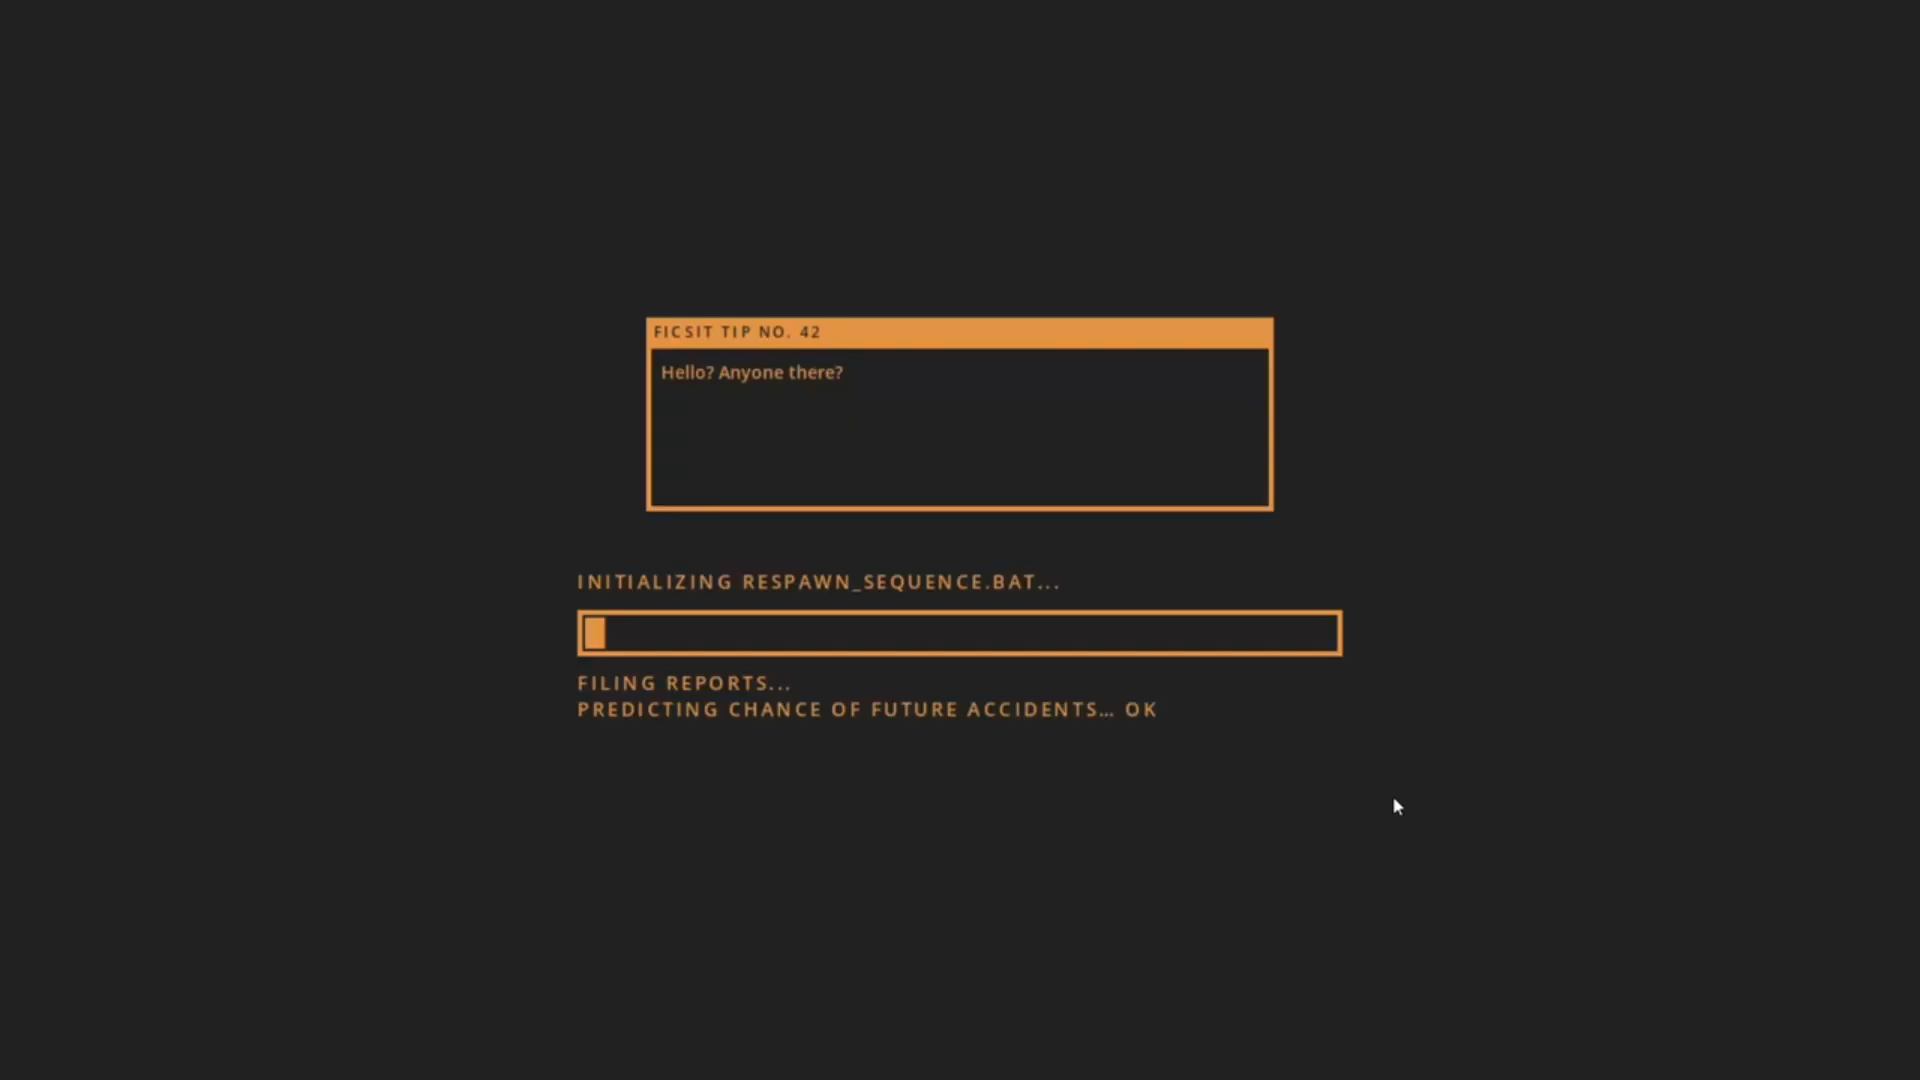 FICSIT TIP NO. 42
Hello? Anyone there?
INITIALIZING RESPAWN_SEQUENCE.BAT...
FILING REPORTS...
PREDICTING CHANCE OF FUTURE ACCIDENTS... OK